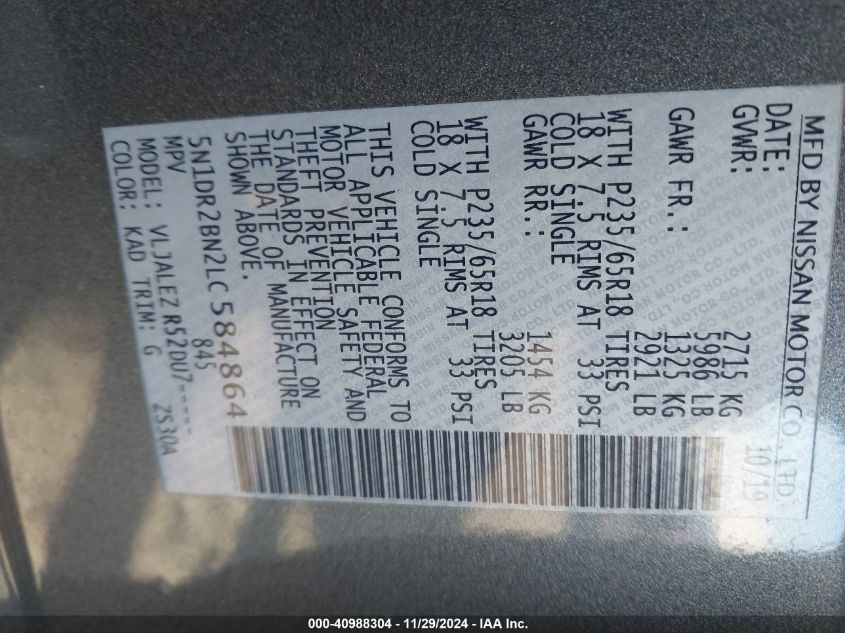 MFD BY NISSAN MOTOR CO., LTD.
DATE: 10/19
GVWR: 2715 KG
5986 LB
GAWR FR.: 1325 KG
2921 LB
WITH P235/65R18 TIRES
18 X 7.5 RIMS AT 33 PSI
COLD SINGLE
GAWR RR.: 1454 KG
3205 LB
WITH P235/65R18 TIRES
18 X 7.5 RIMS AT 33 PSI
COLD SINGLE
THIS VEHICLE CONFORMS TO
ALL APPLICABLE FEDERAL
MOTOR VEHICLE SAFETY AND
THEFT PREVENTION
STANDARDS IN EFFECT ON
THE DATE OF MANUFACTURE
SHOWN ABOVE.
5N1DR2BN2LC584864
MPV 845
MODEL: VLJALEZ R52DU7-----
COLOR: KAD TRIM: G ZS30A
000-40988304 - 11/29/2024 - IAA Inc.